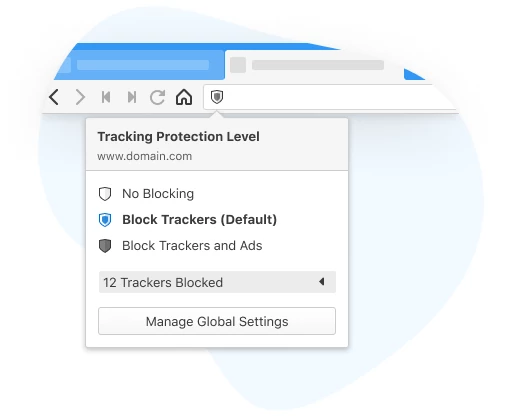 Tracking Protection Level
www.domain.com
No Blocking
Block Trackers (Default)
Block Trackers and Ads
12 Trackers Blocked
Manage Global Settings